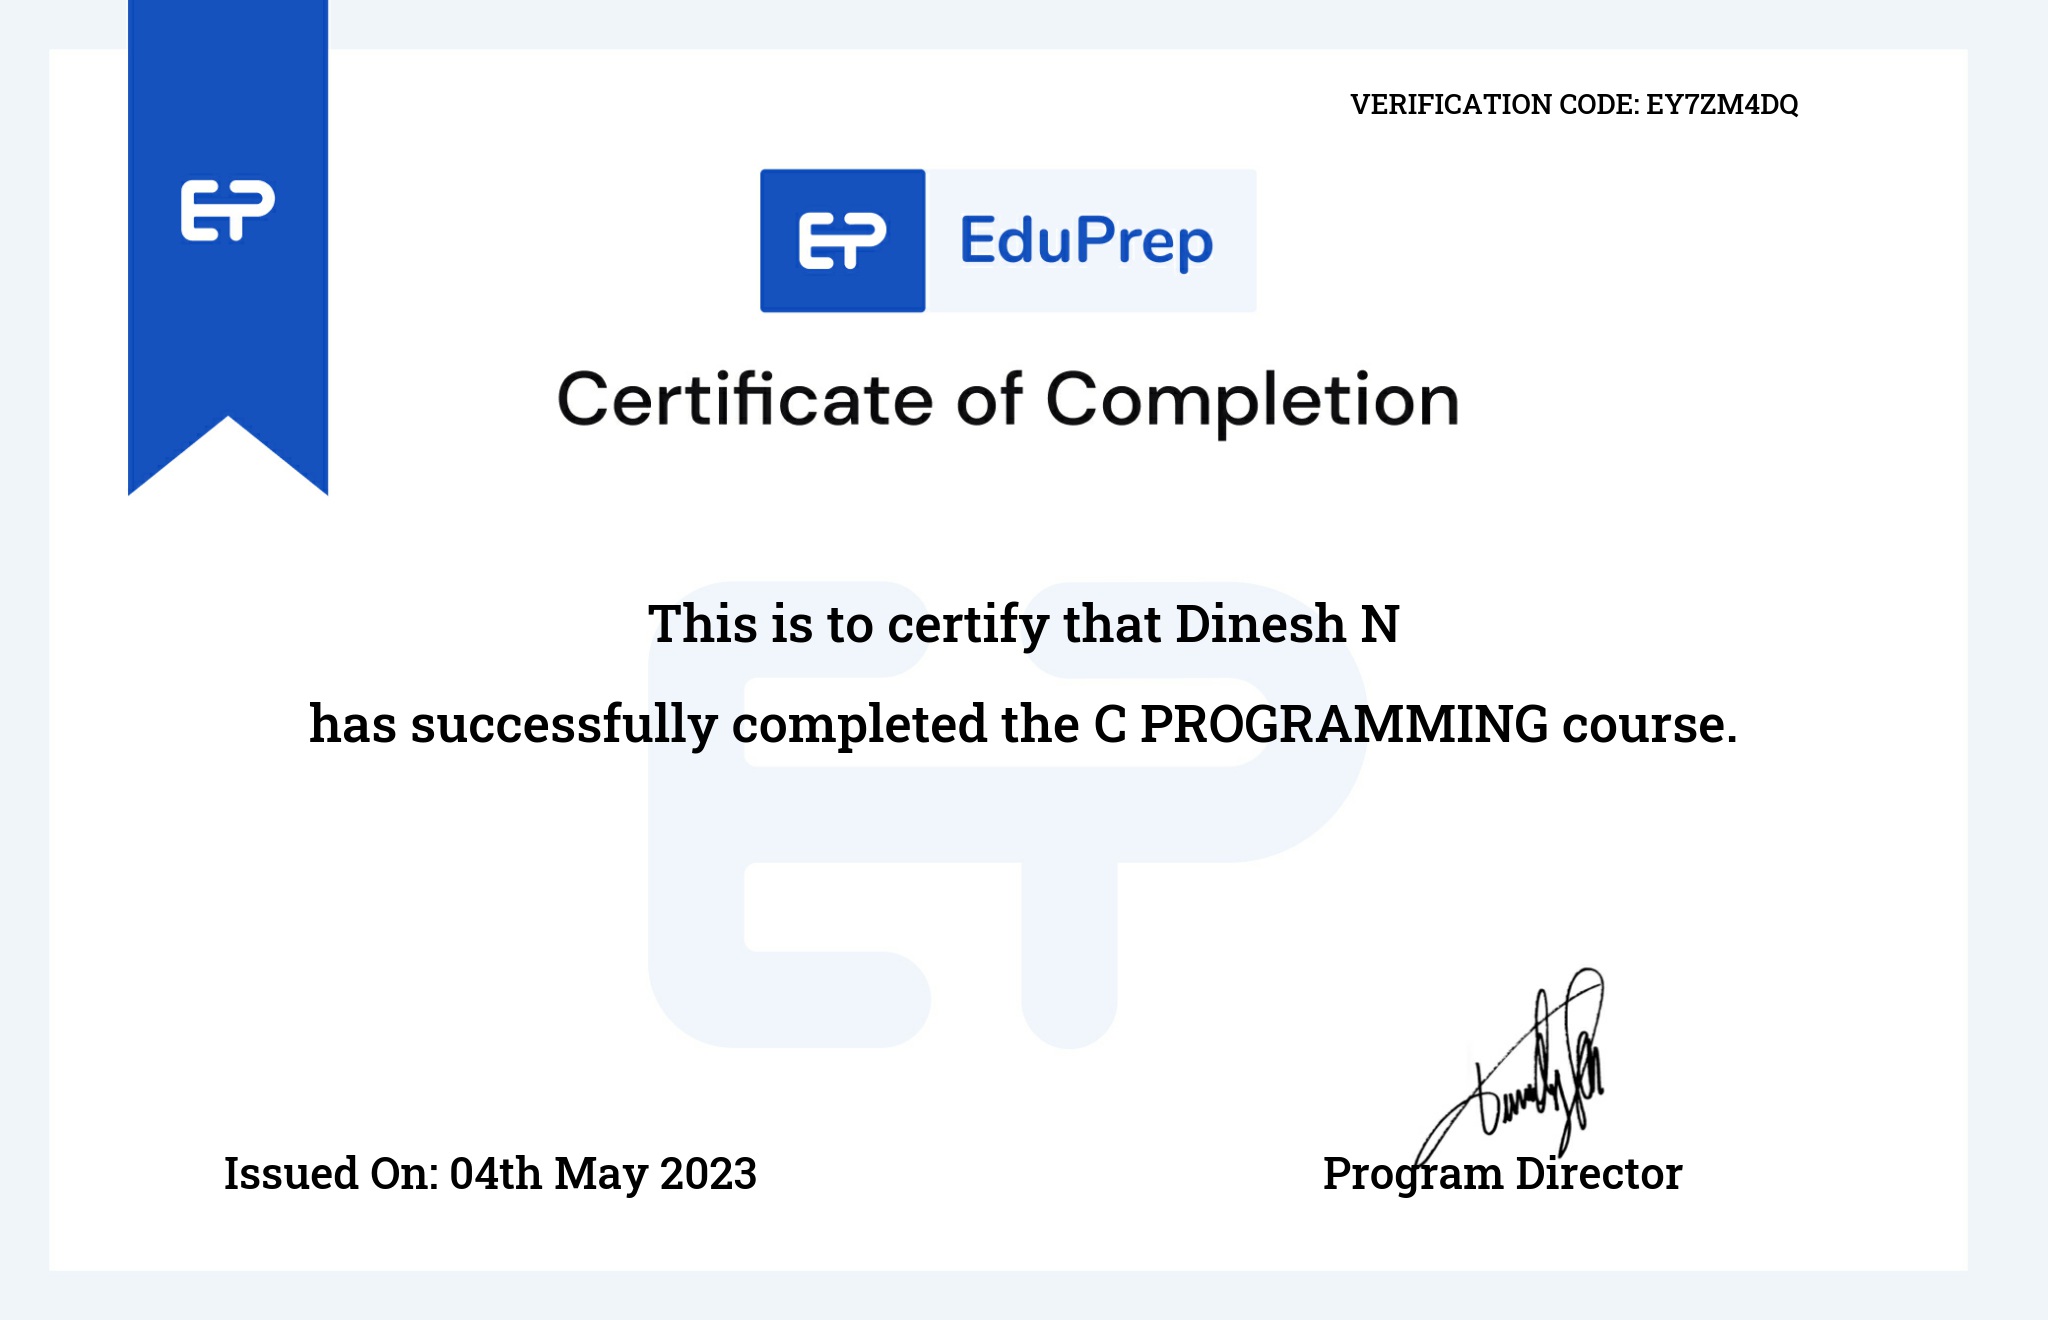 VERIFICATION CODE: EY7ZM4DQ
EP
EP EduPrep
Certificate of Completion
This is to certify that Dinesh N
has successfully completed the C PROGRAMMING course.
Issued On: 04th May 2023
Program Director